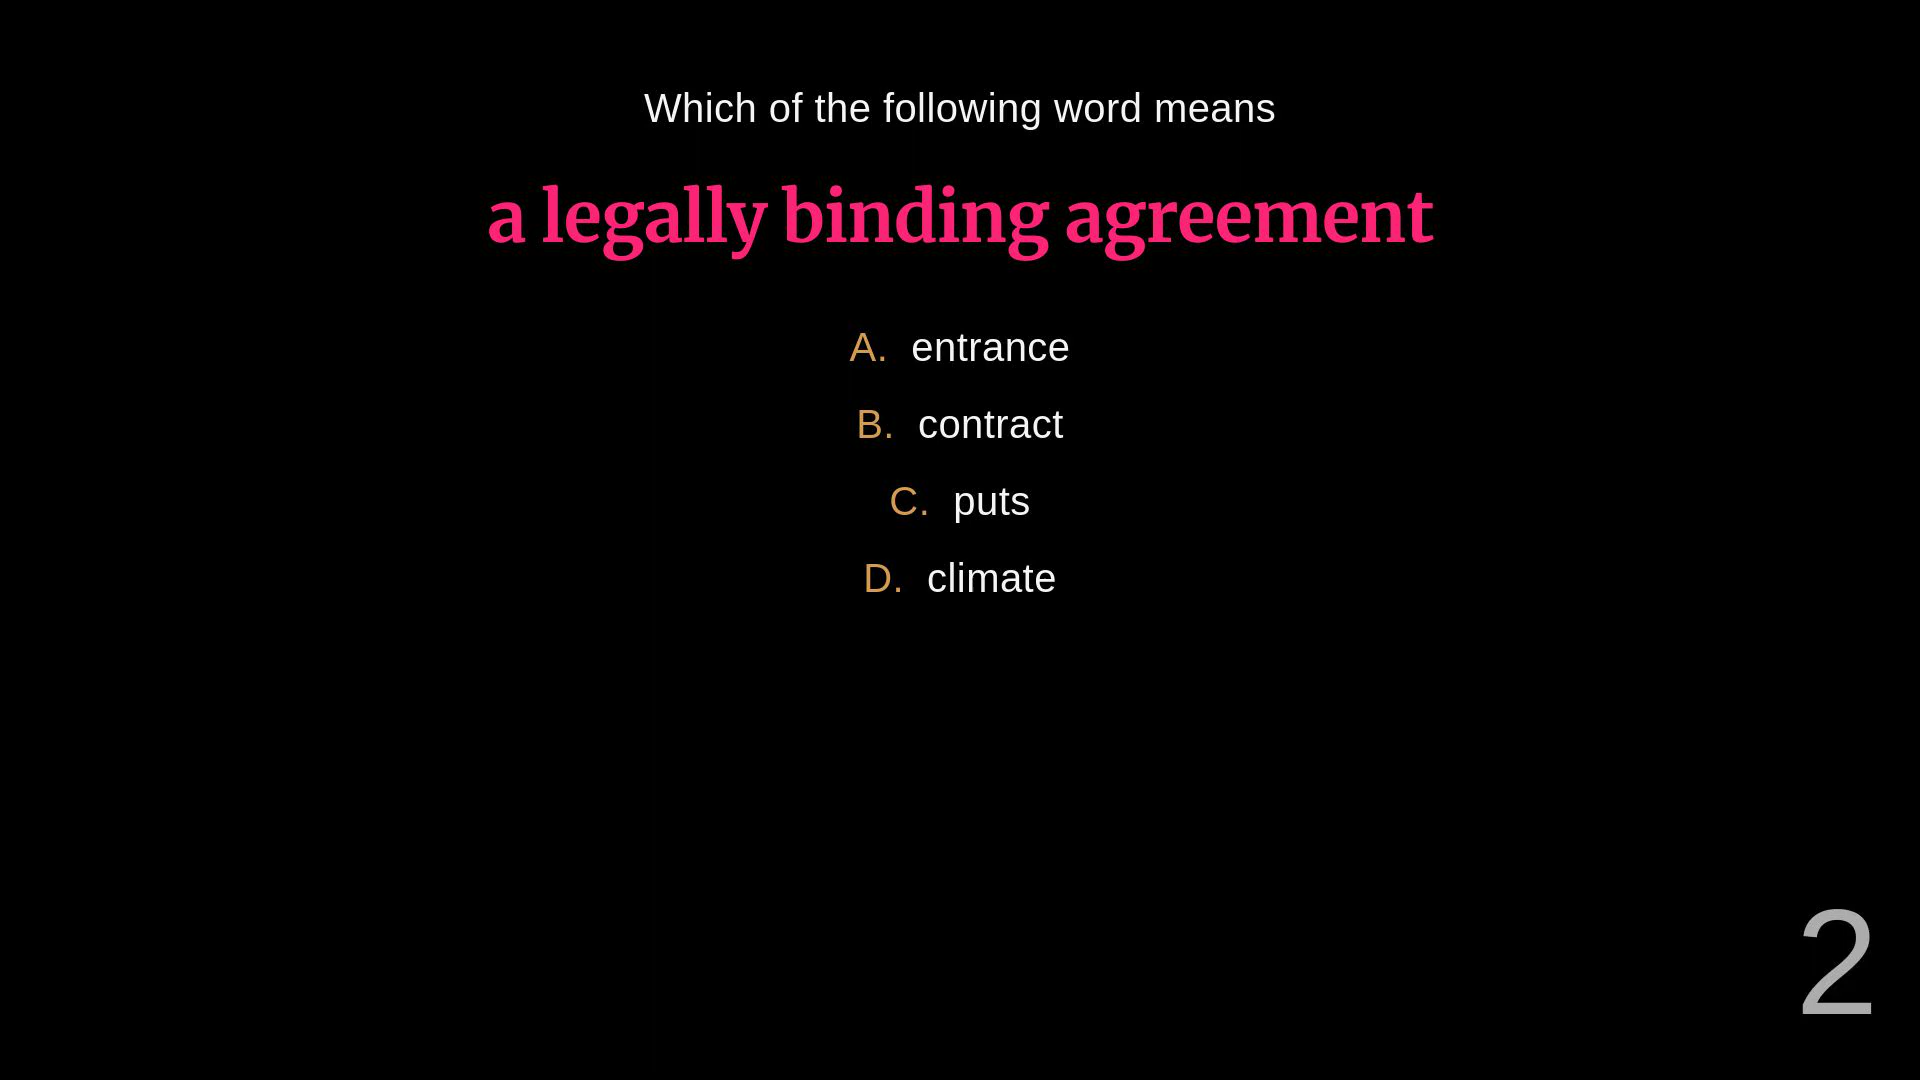 Which of the following word means
a legally binding agreement
A. entrance
B. contract
C. puts
D. climate
2